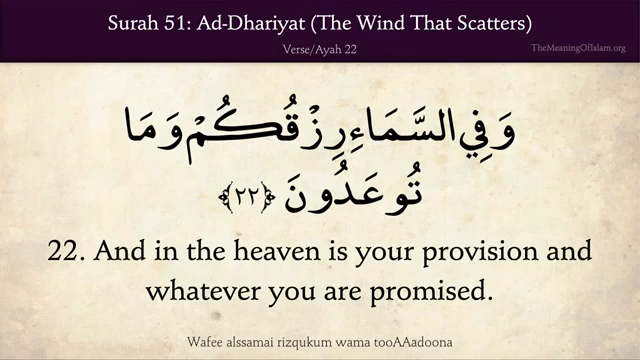 Surah 51: Ad-Dhariyat (The Wind That Scatters)
Verse/Ayah 22
TheMeaningOfIslam.org
وَفِي السَّمَاءِ رِزْقُكُمْ وَمَا
تُوعَدُونَ ﴿٢٢﴾
22. And in the heaven is your provision and
whatever you are promised.
Wafee alssamai rizqukum wama tooAAadoona